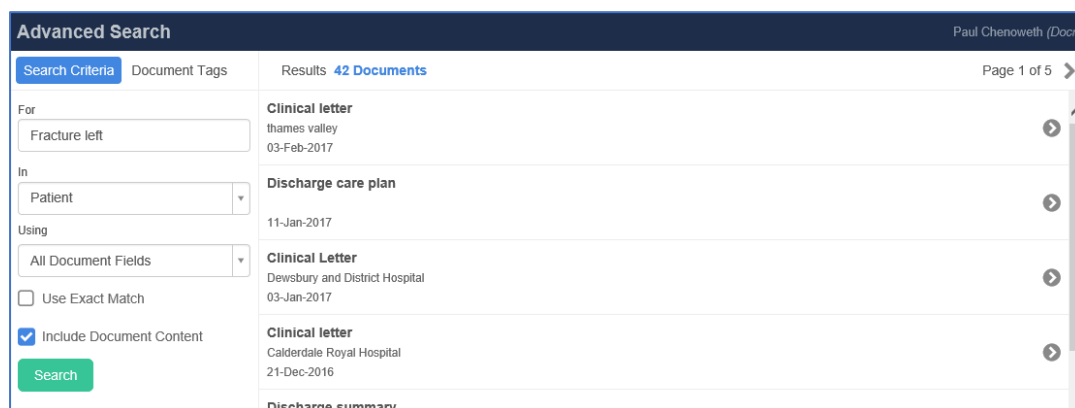 Advanced Search
Paul Chenoweth
Search Criteria Document Tags
Results 42 Documents
Page 1 of 5
For
Fracture left
In
Patient
Using
All Document Fields
Use Exact Match
Include Document Content
Search
Clinical letter
thames valley
03-Feb-2017
Discharge care plan
11-Jan-2017
Clinical Letter
Dewsbury and District Hospital
03-Jan-2017
Clinical letter
Calderdale Royal Hospital
21-Dec-2016
Discharge summary